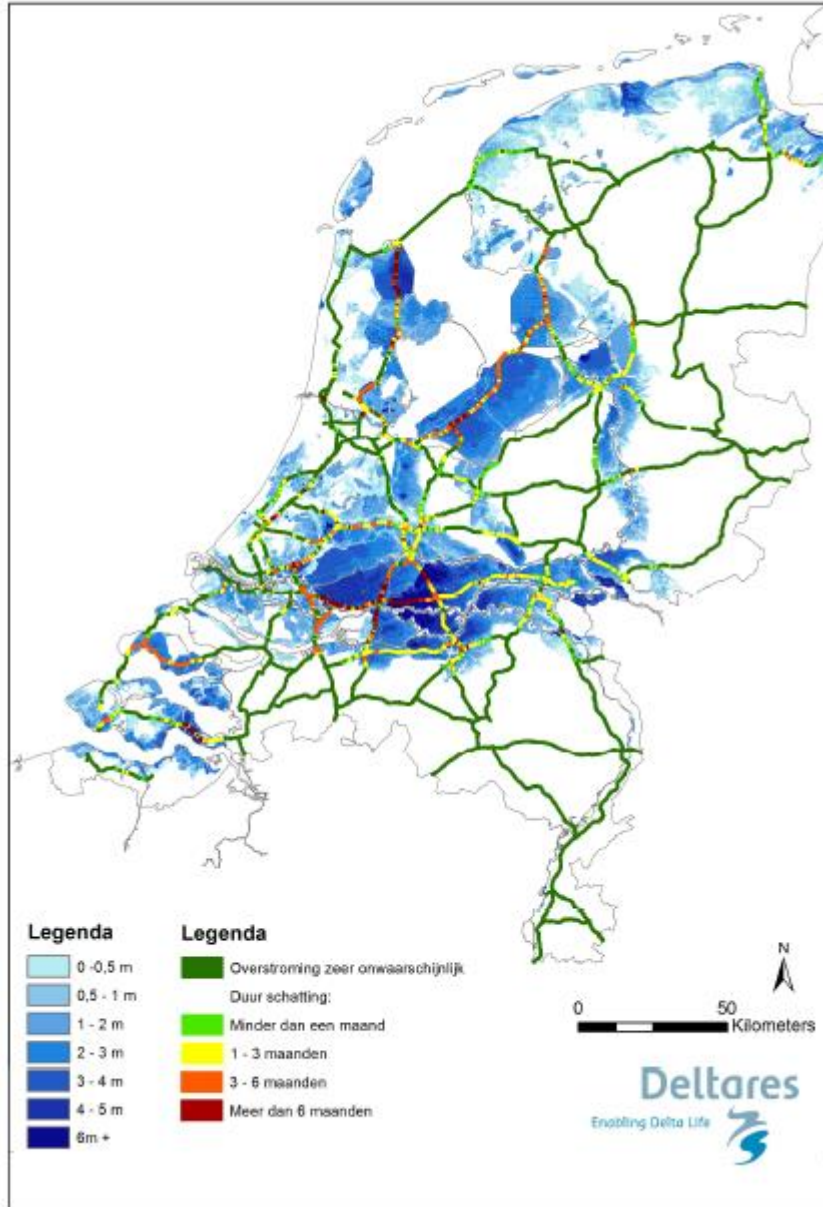 Legenda
0 -0,5 m
0,5 - 1 m
1 - 2 m
2 - 3 m
3 - 4 m
4 - 5 m
6m +
Legenda
Overstroming zeer onwaarschijnlijk
Duur schatting:
Minder dan een maand
1 - 3 maanden
3 - 6 maanden
Meer dan 6 maanden
N
0 50
Kilometers
Deltares
Enabling Delta Life